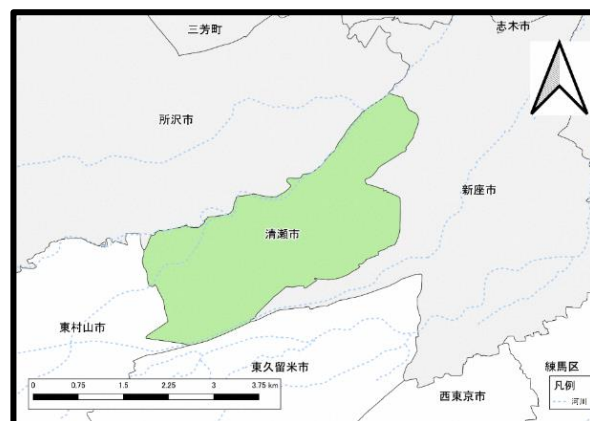 三芳町
志木市
所沢市
新座市
清瀬市
東村山市
東久留米市
練馬区
西東京市
凡例
河川
0 0.75 1.5 2.25 3 3.75 km